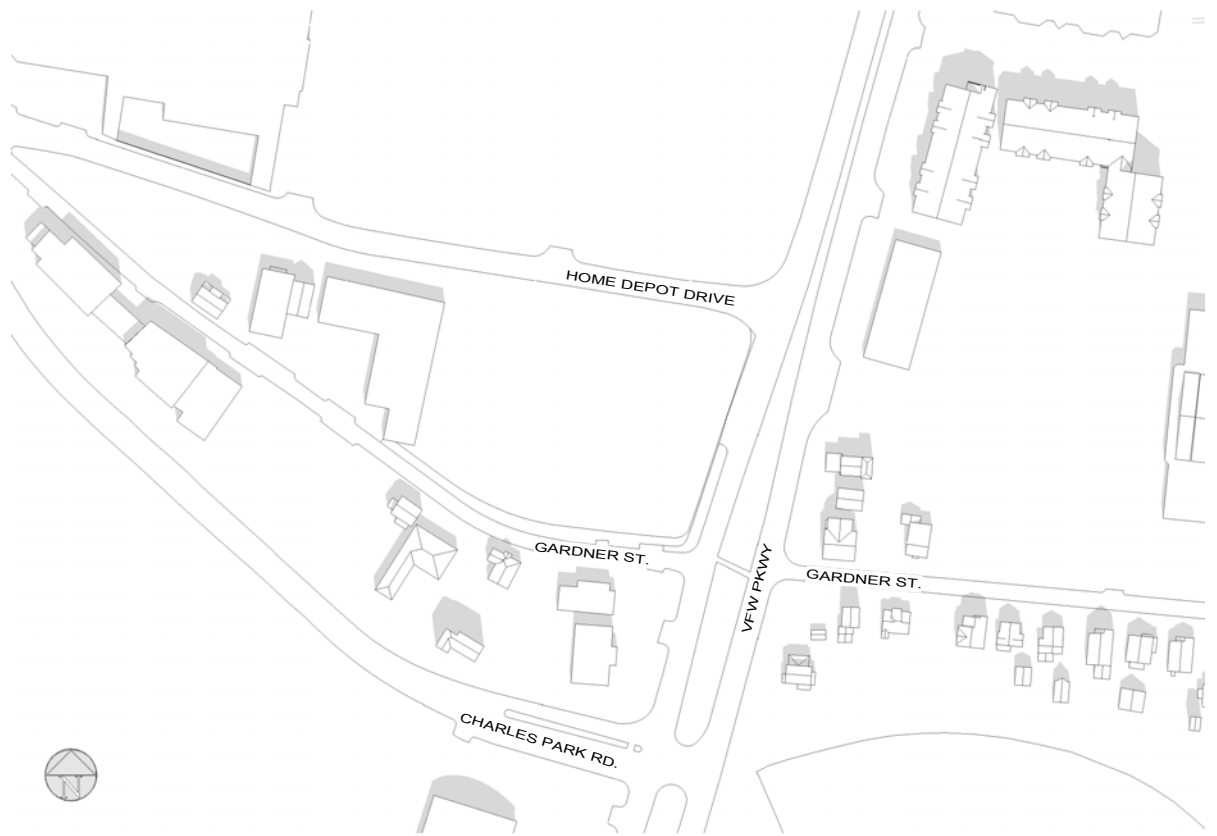 HOME DEPOT DRIVE
GARDNER ST.
VFW PKWY
GARDNER ST.
CHARLES PARK RD.
N